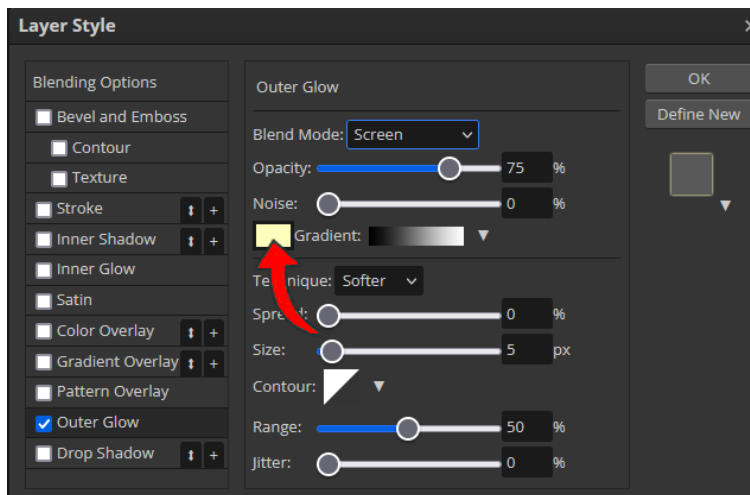 Layer Style
Blending Options
Bevel and Emboss
Contour
Texture
Stroke
Inner Shadow
Inner Glow
Satin
Color Overlay
Gradient Overlay
Pattern Overlay
Outer Glow
Drop Shadow
Outer Glow
Blend Mode: Screen
Opacity: 75 %
Noise: 0 %
Gradient:
Softer
0 %
Size: 5 px
Contour:
Range: 50 %
Jitter: 0 %
OK
Define New